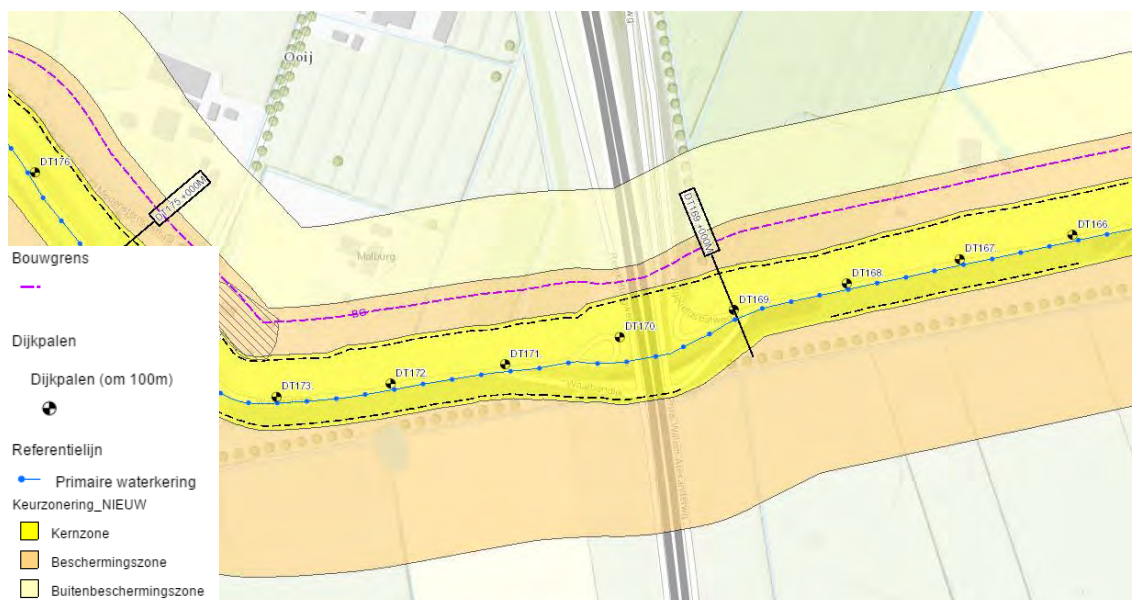 Ooij
DT176
DT175 +000M
DT169 +000M
DT166
DT167
DT168
DT169
DT170
DT171
DT172
DT173
Malburg
BG
Waalbandijk
Bouwgrens
Dijkpalen
Dijkpalen (om 100m)
Referentielijn
Primaire waterkering
Keurzonering_NIEUW
Kernzone
Beschermingszone
Buitenbeschermingszone